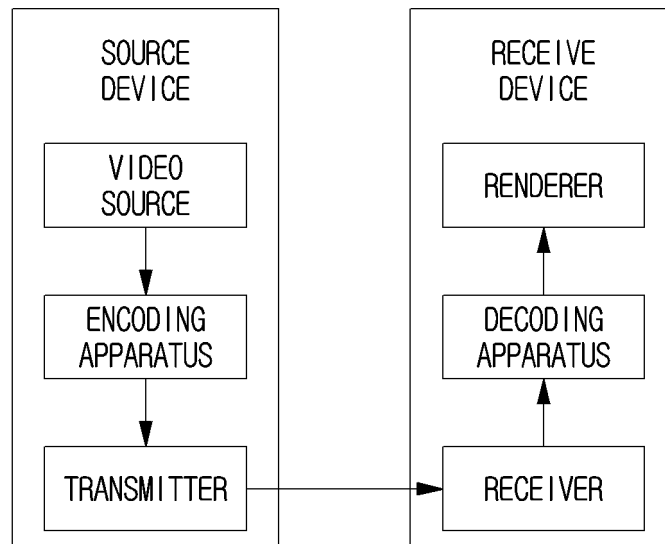 SOURCE
DEVICE
VIDEO
SOURCE
ENCODING
APPARATUS
TRANSMITTER
RECEIVE
DEVICE
RENDERER
DECODING
APPARATUS
RECEIVER